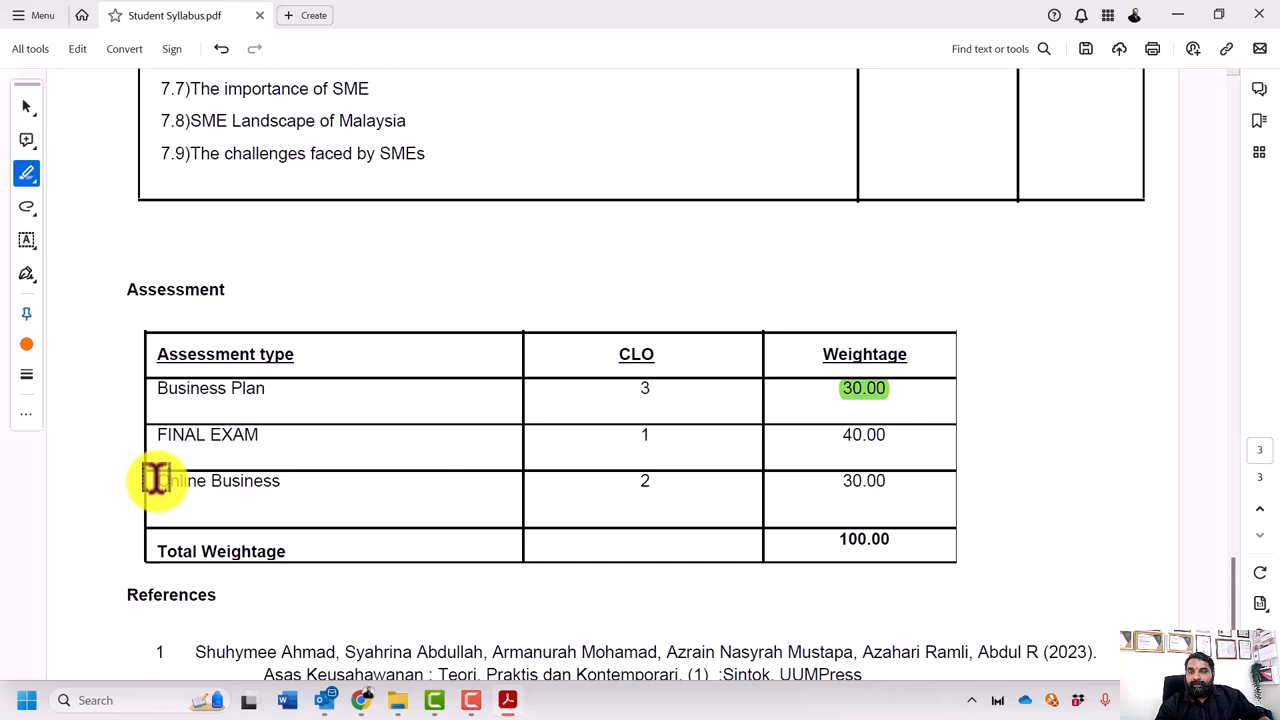 Menu
Student Syllabus.pdf
Create
All tools
Edit
Convert
Sign
Find text or tools
7.7)The importance of SME
7.8)SME Landscape of Malaysia
7.9)The challenges faced by SMEs
Assessment
Assessment type CLO Weightage
Business Plan 3 30.00
FINAL EXAM 1 40.00
Online Business 2 30.00
Total Weightage 100.00
References
1 Shuhymee Ahmad, Syahrina Abdullah, Armanurah Mohamad, Azrain Nasyrah Mustapa, Azahari Ramli, Abdul R (2023).
Asas Keusahawanan : Teori, Praktis dan Kontemporari, (1) ,:Sintok, UUMPress
3
3
Search